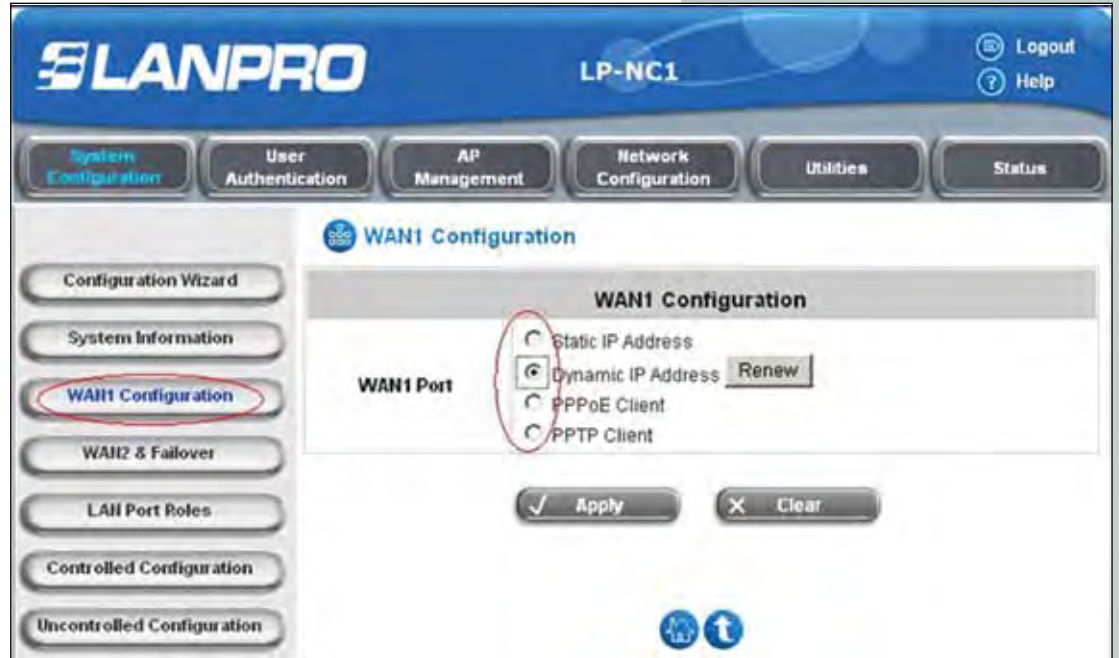 LANPRO
LP-NC1
Logout
Help
System Configuration
User Authentication
AP Management
Network Configuration
Utilities
Status
Configuration Wizard
System Information
WAN1 Configuration
WAN2 & Failover
LAN Port Roles
Controlled Configuration
Uncontrolled Configuration
WAN1 Configuration
WAN1 Configuration
WAN1 Port
Static IP Address
Dynamic IP Address Renew
PPPoE Client
PPTP Client
Apply
Clear